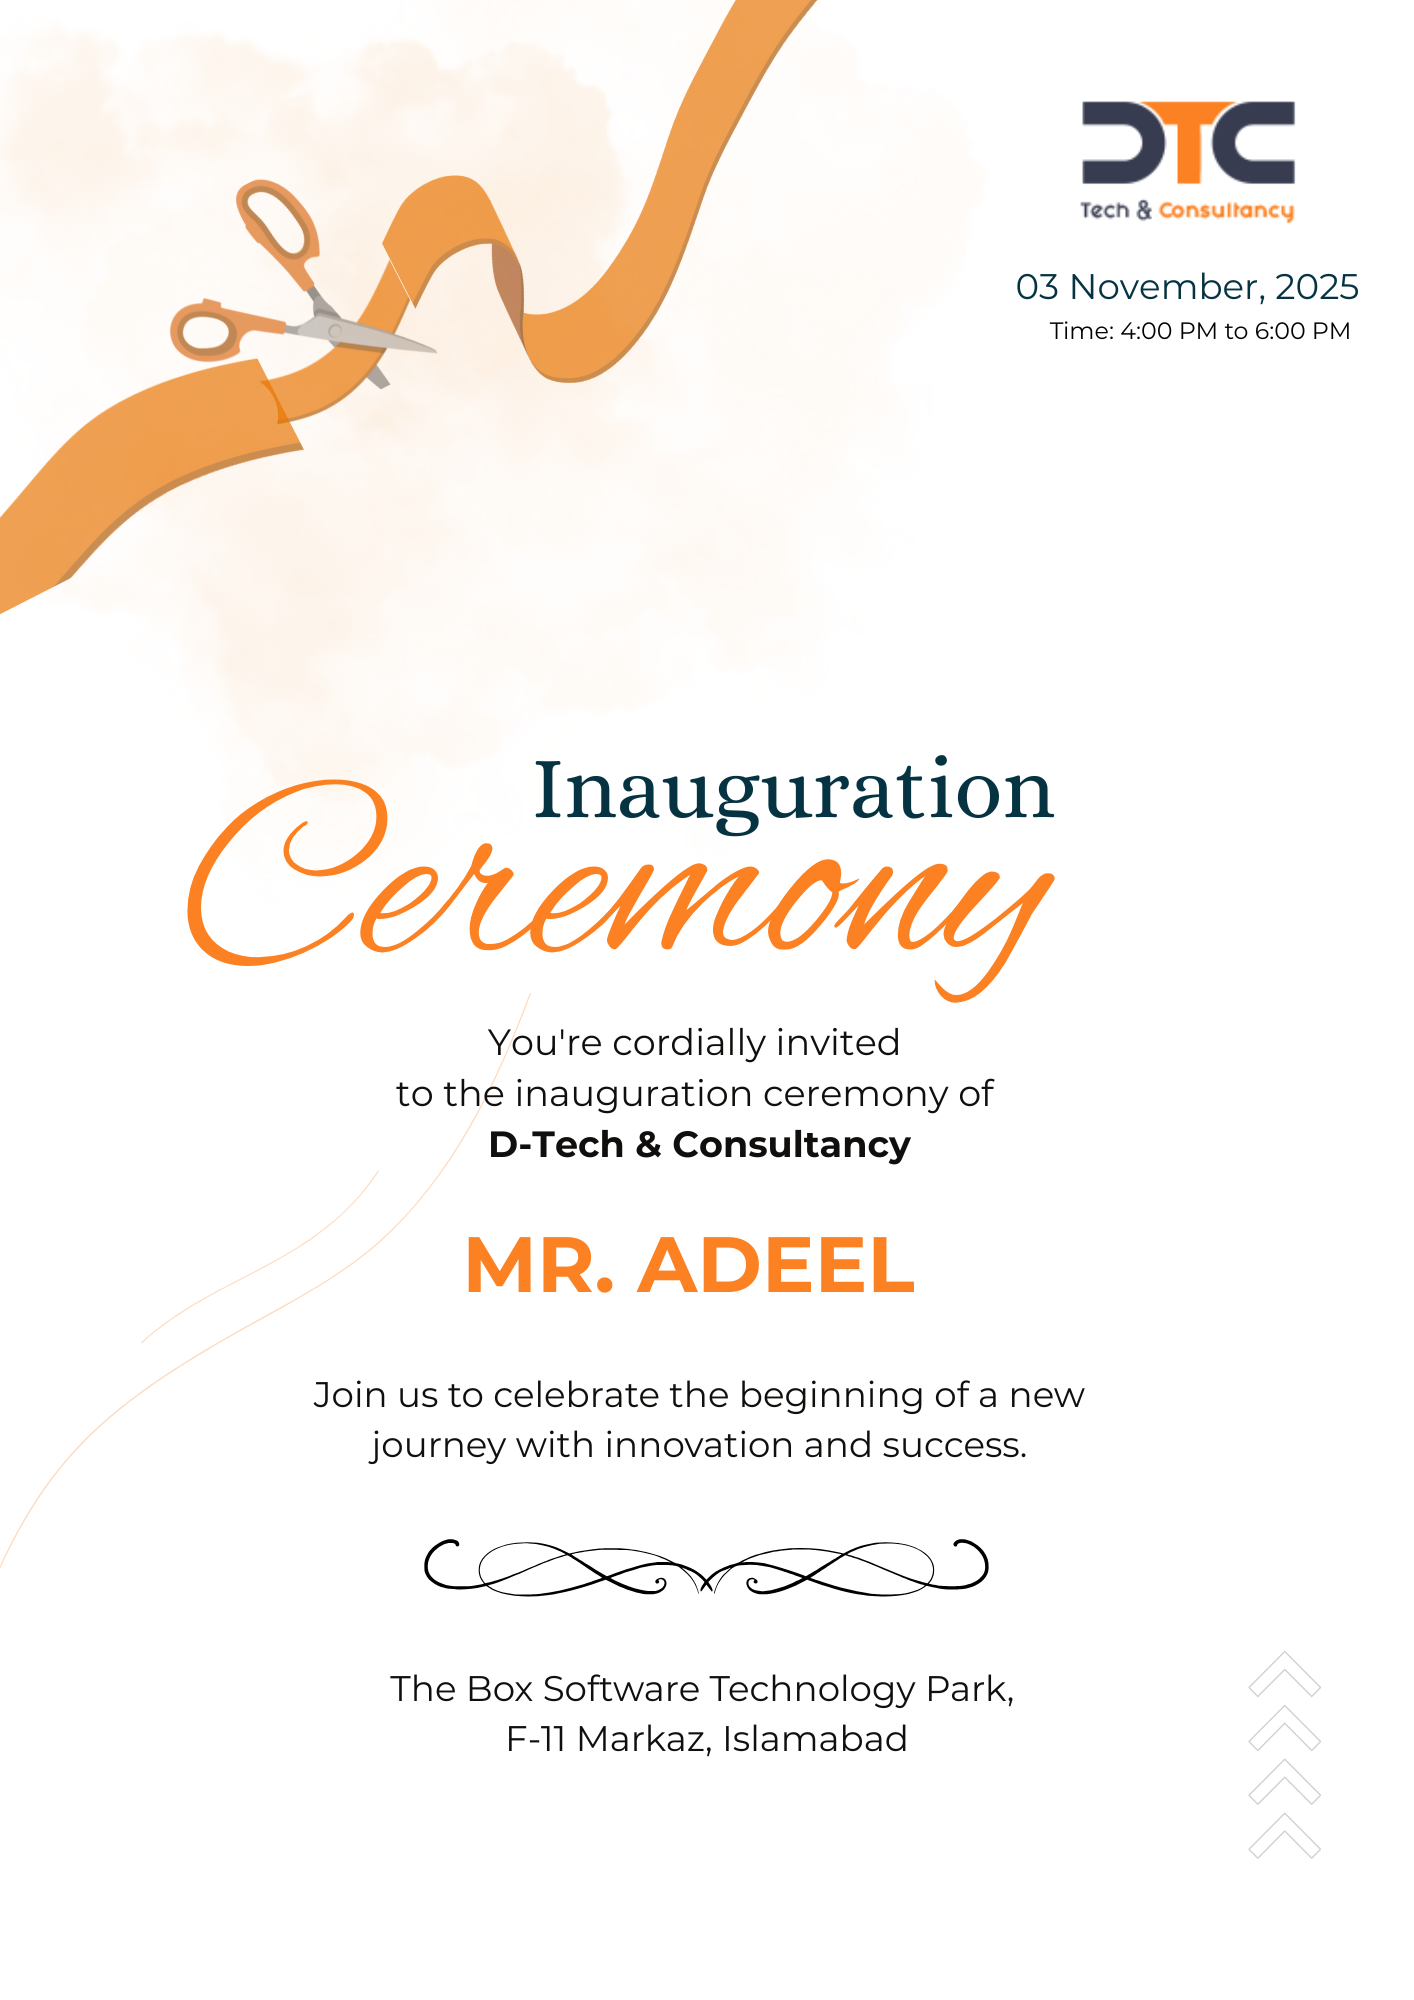 DTC
Tech & Consultancy
03 November, 2025
Time: 4:00 PM to 6:00 PM
Inauguration
Ceremony
You're cordially invited
to the inauguration ceremony of
D-Tech & Consultancy
MR. ADEEL
Join us to celebrate the beginning of a new
journey with innovation and success.
The Box Software Technology Park,
F-11 Markaz, Islamabad